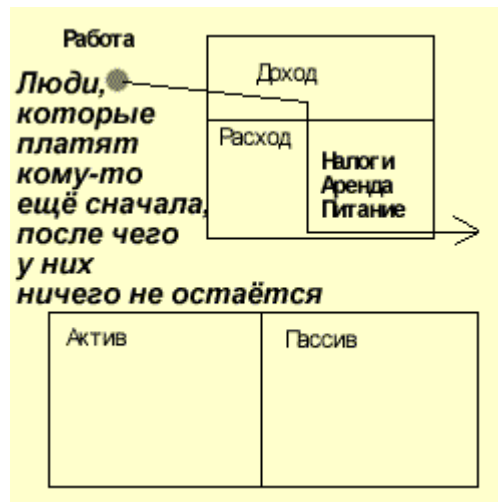 Работа
Люди,
которые
платят
кому-то
ещё сначала,
после чего
у них
ничего не остаётся
Доход
Расход
Налоги
Аренда
Питание
Актив
Пассив